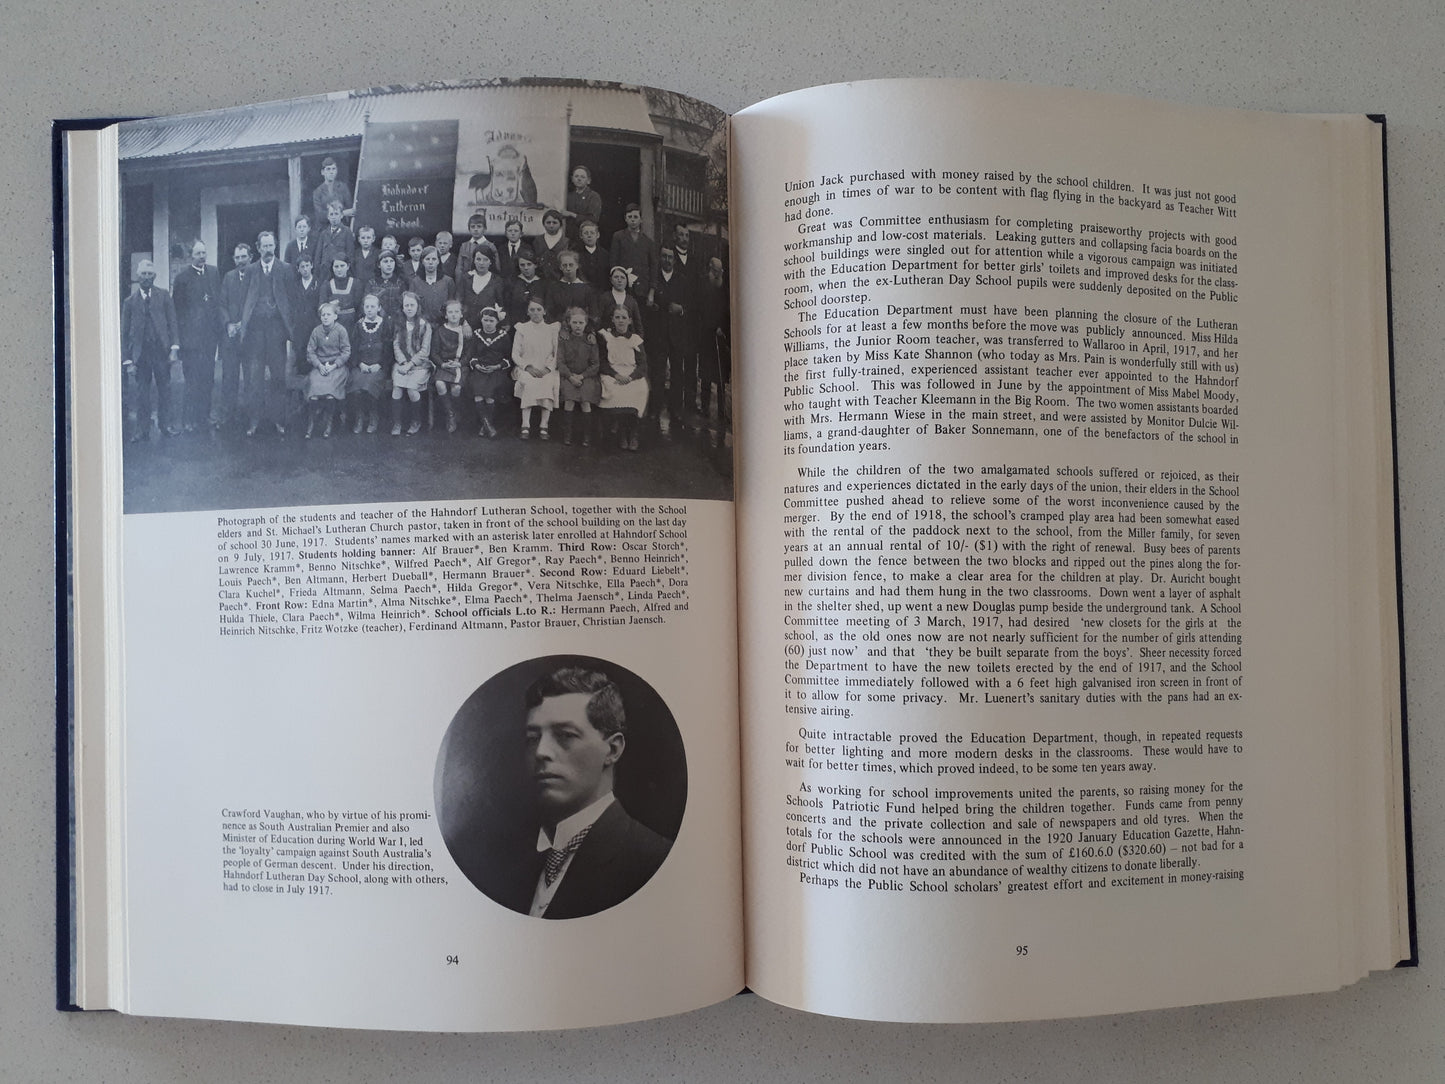 Hahndorf
Lutheran
School.
Advance
Australia
Photograph of the students and teacher of the Hahndorf Lutheran School, together with the School
elders and St. Michael's Lutheran Church pastor, taken in front of the school building on the last day
of school 30 June, 1917. Students' names marked with an asterisk later enrolled at Hahndorf School
on 9 July, 1917. Students holding banner: Alf Brauer*, Ben Kramm. Third Row: Oscar Storch*,
Lawrence Kramm*, Benno Nitschke*, Wilfred Paech*, Alf Gregor*, Ray Paech*, Benno Heinrich*,
Louis Paech*, Ben Altmann, Herbert Dueball*, Hermann Brauer*. Second Row: Eduard Liebelt*,
Clara Kuchel*, Frieda Altmann, Selma Paech*, Hilda Gregor*, Vera Nitschke, Ella Paech*, Dora
Paech*. Front Row: Edna Martin*, Alma Nitschke*, Elma Paech*, Thelma Jaensch*, Linda Paech*,
Hulda Thiele, Clara Paech*, Wilma Heinrich*. School officials L.to R.: Hermann Paech, Alfred and
Heinrich Nitschke, Fritz Wotzke (teacher), Ferdinand Altmann, Pastor Brauer, Christian Jaensch.
Crawford Vaughan, who by virtue of his promi-
nence as South Australian Premier and also
Minister of Education during World War I, led
the 'loyalty' campaign against South Australia's
people of German descent. Under his direction,
Hahndorf Lutheran Day School, along with others,
had to close in July 1917.
94
Union Jack purchased with money raised by the school children. It was just not good
enough in times of war to be content with flag flying in the backyard as Teacher Witt
had done.
Great was Committee enthusiasm for completing praiseworthy projects with good
workmanship and low-cost materials. Leaking gutters and collapsing facia boards on the
school buildings were singled out for attention while a vigorous campaign was initiated
with the Education Department for better girls' toilets and improved desks for the class-
room, when the ex-Lutheran Day School pupils were suddenly deposited on the Public
School doorstep.
The Education Department must have been planning the closure of the Lutheran
Schools for at least a few months before the move was publicly announced. Miss Hilda
Williams, the Junior Room teacher, was transferred to Wallaroo in April, 1917, and her
place taken by Miss Kate Shannon (who today as Mrs. Pain is wonderfully still with us)
the first fully-trained, experienced assistant teacher ever appointed to the Hahndorf
Public School. This was followed in June by the appointment of Miss Mabel Moody,
who taught with Teacher Kleemann in the Big Room. The two women assistants boarded
with Mrs. Hermann Wiese in the main street, and were assisted by Monitor Dulcie Wil-
liams, a grand-daughter of Baker Sonnemann, one of the benefactors of the school in
its foundation years.
While the children of the two amalgamated schools suffered or rejoiced, as their
natures and experiences dictated in the early days of the union, their elders in the School
Committee pushed ahead to relieve some of the worst inconvenience caused by the
merger. By the end of 1918, the school's cramped play area had been somewhat eased
with the rental of the paddock next to the school, from the Miller family, for seven
years at an annual rental of 10/- ($1) with the right of renewal. Busy bees of parents
pulled down the fence between the two blocks and ripped out the pines along the for-
mer division fence, to make a clear area for the children at play. Dr. Auricht bought
new curtains and had them hung in the two classrooms. Down went a layer of asphalt
in the shelter shed, up went a new Douglas pump beside the underground tank. A School
Committee meeting of 3 March, 1917, had desired 'new closets for the girls at the
school, as the old ones now are not nearly sufficient for the number of girls attending
(60) just now' and that 'they be built separate from the boys'. Sheer necessity forced
the Department to have the new toilets erected by the end of 1917, and the School
Committee immediately followed with a 6 feet high galvanised iron screen in front of
it to allow for some privacy. Mr. Luenert's sanitary duties with the pans had an ex-
tensive airing.
Quite intractable proved the Education Department, though, in repeated requests
for better lighting and more modern desks in the classrooms. These would have to
wait for better times, which proved indeed, to be some ten years away.
As working for school improvements united the parents, so raising money for the
Schools Patriotic Fund helped bring the children together. Funds came from penny
concerts and the private collection and sale of newspapers and old tyres. When the
totals for the schools were announced in the 1920 January Education Gazette, Hahn-
dorf Public School was credited with the sum of £160.6.0 ($320.60) – not bad for a
district which did not have an abundance of wealthy citizens to donate liberally.
Perhaps the Public School scholars' greatest effort and excitement in money-raising
95